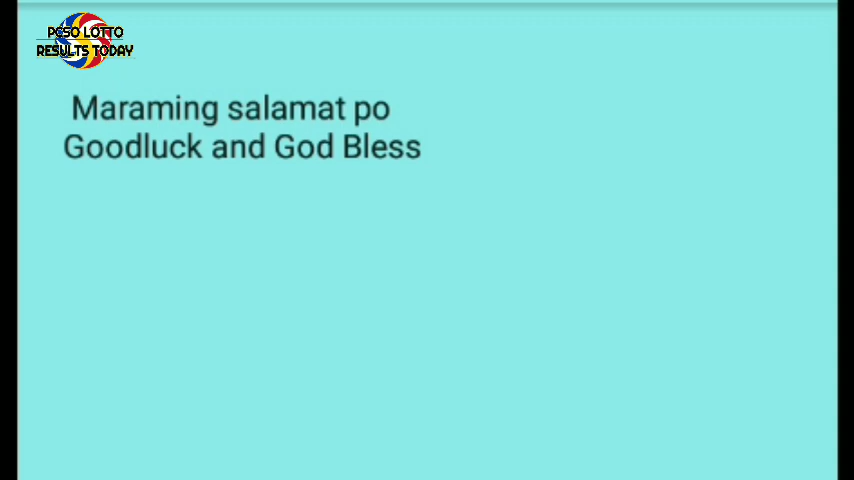 PCSO LOTTO
RESULTS TODAY
Maraming salamat po
Goodluck and God Bless